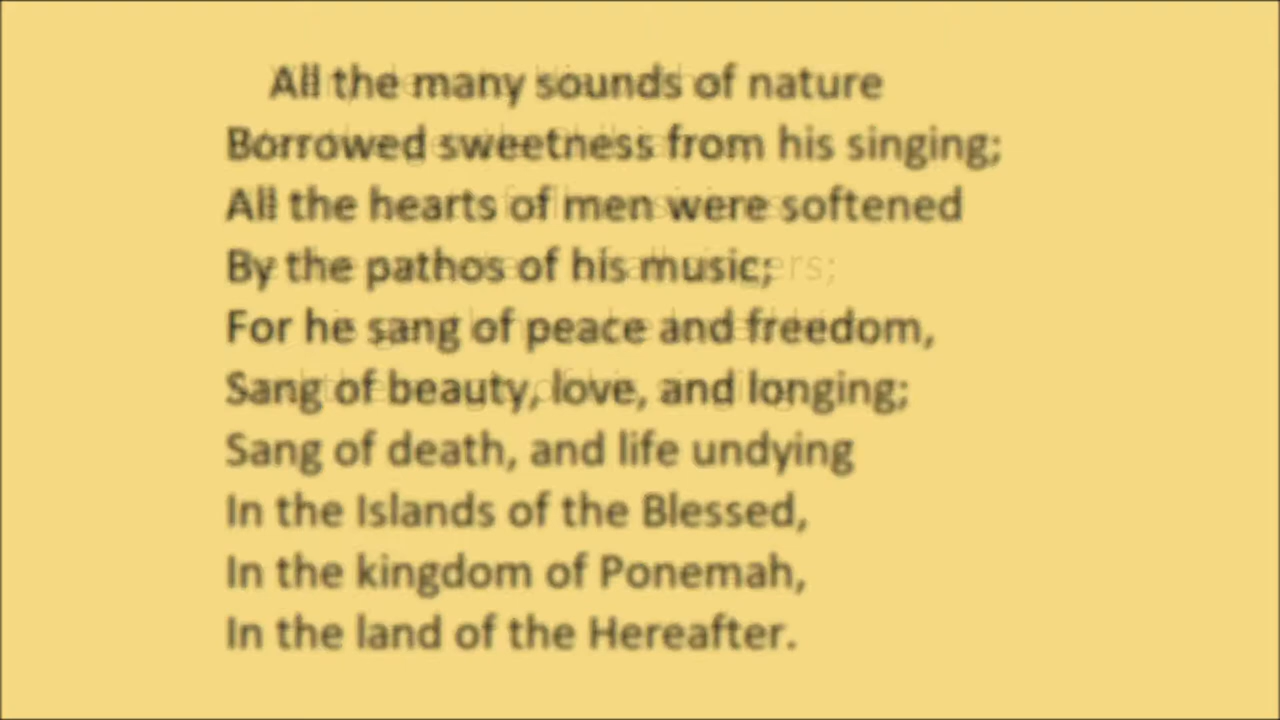 All the many sounds of nature
Borrowed sweetness from his singing;
All the hearts of men were softened
By the pathos of his music;
For he sang of peace and freedom,
Sang of beauty, love, and longing;
Sang of death, and life undying
In the Islands of the Blessed,
In the kingdom of Ponemah,
In the land of the Hereafter.